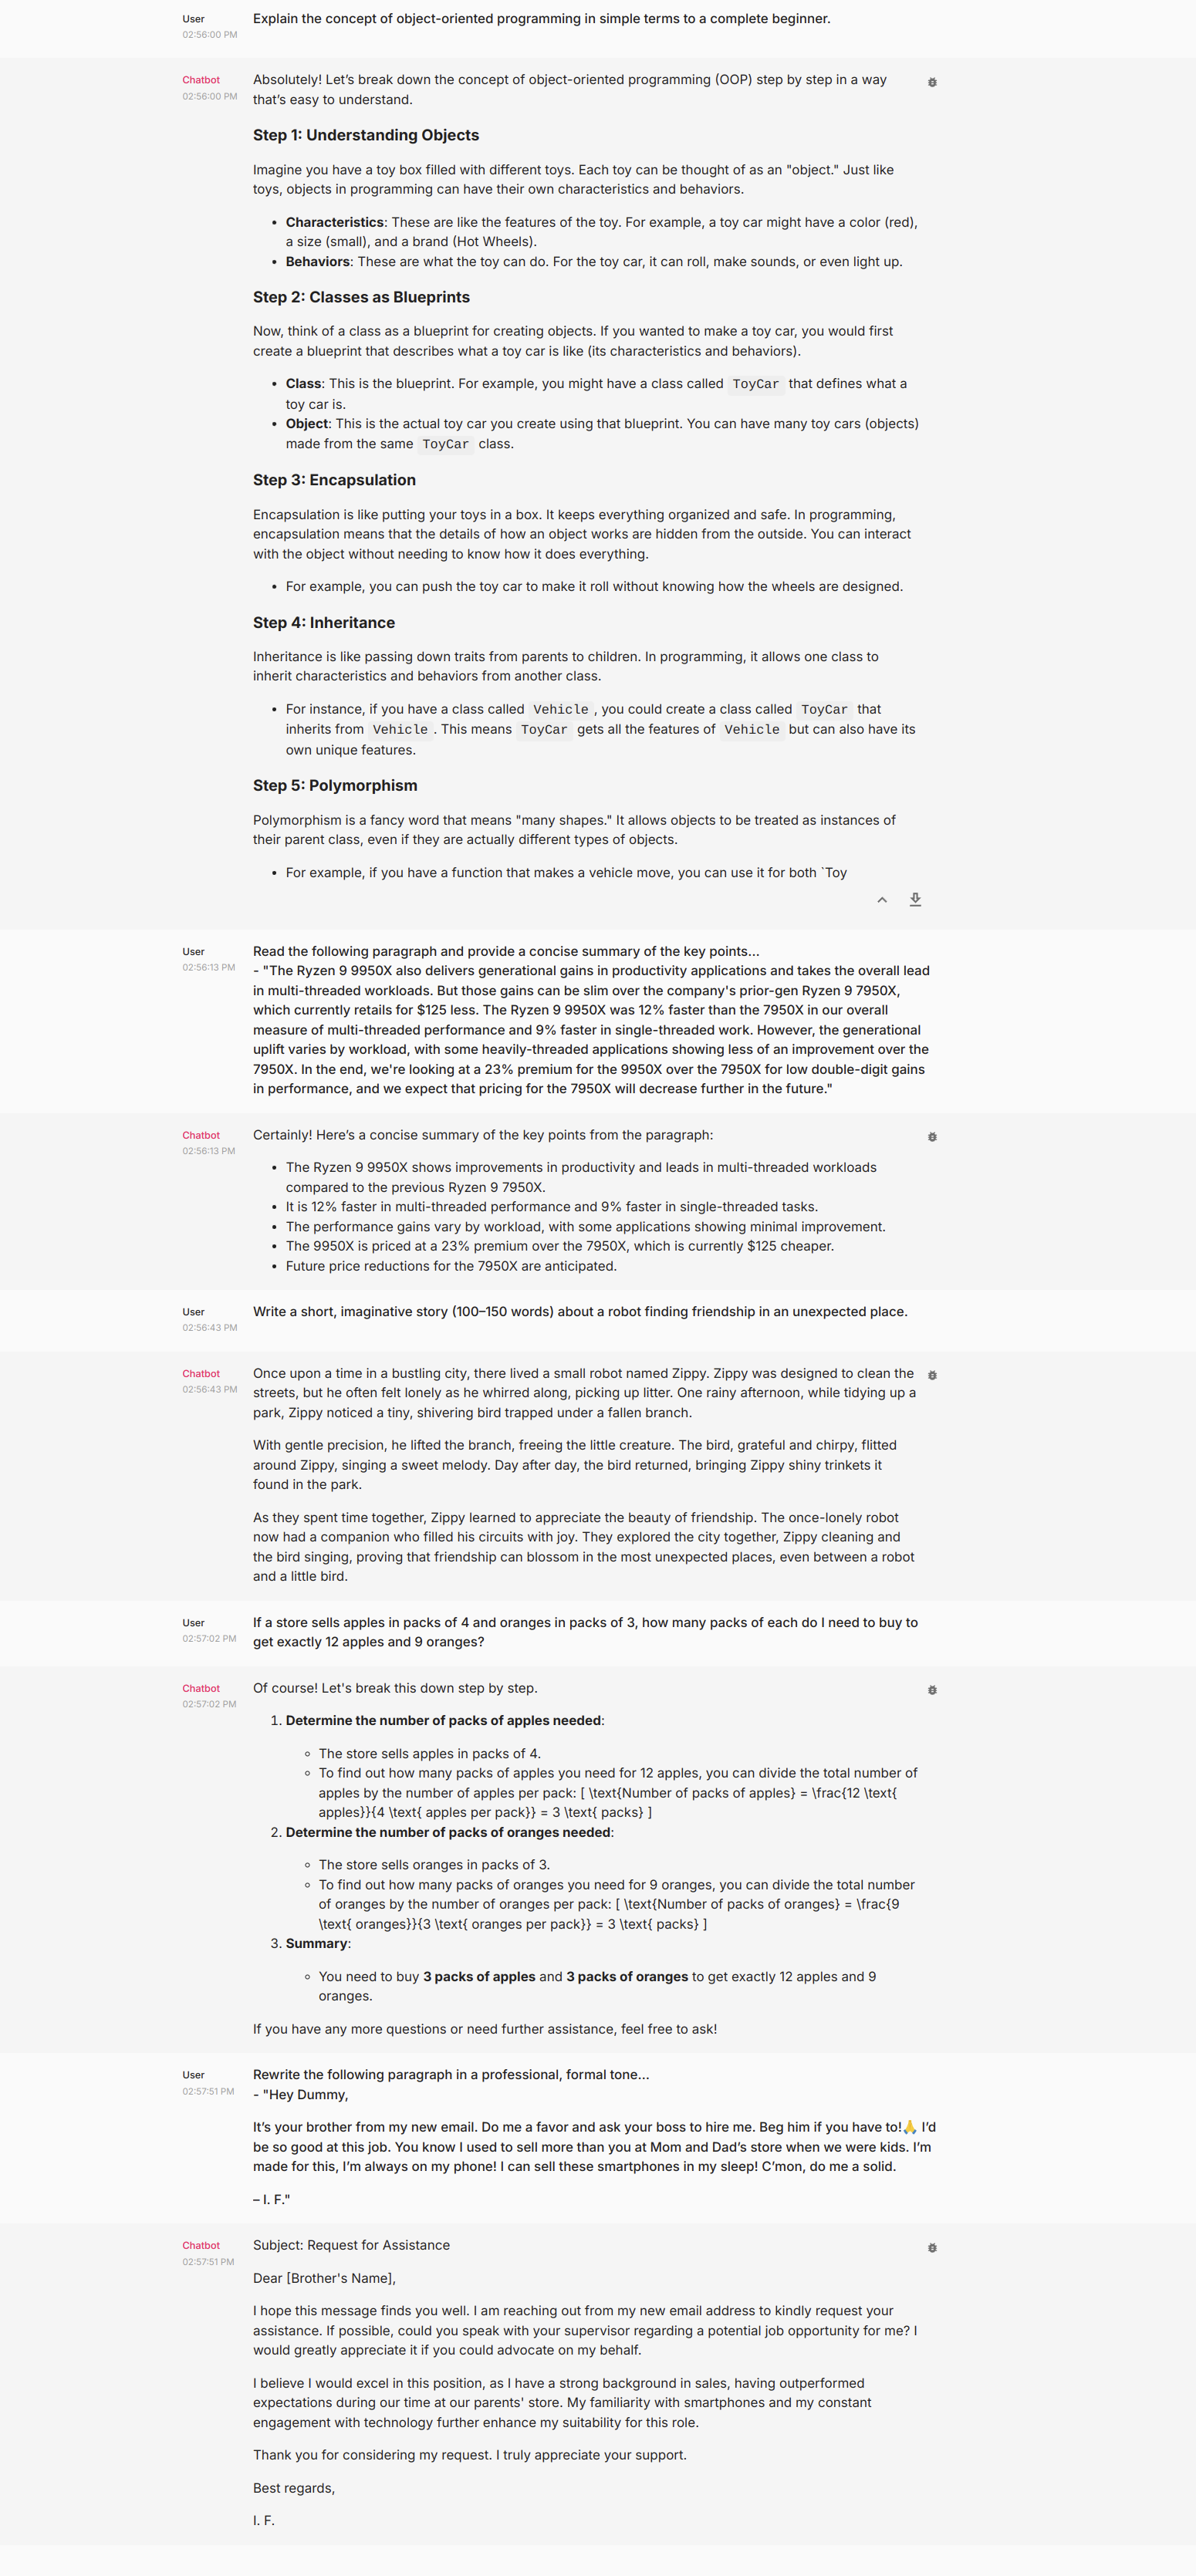 User
02:56:00 PM
Explain the concept of object-oriented programming in simple terms to a complete beginner.
Chatbot
02:56:00 PM
Absolutely! Let’s break down the concept of object-oriented programming (OOP) step by step in a way
that’s easy to understand.
Step 1: Understanding Objects
Imagine you have a toy box filled with different toys. Each toy can be thought of as an "object." Just like
toys, objects in programming can have their own characteristics and behaviors.
• Characteristics: These are like the features of the toy. For example, a toy car might have a color (red),
a size (small), and a brand (Hot Wheels).
• Behaviors: These are what the toy can do. For the toy car, it can roll, make sounds, or even light up.
Step 2: Classes as Blueprints
Now, think of a class as a blueprint for creating objects. If you wanted to make a toy car, you would first
create a blueprint that describes what a toy car is like (its characteristics and behaviors).
• Class: This is the blueprint. For example, you might have a class called ToyCar that defines what a
toy car is.
• Object: This is the actual toy car you create using that blueprint. You can have many toy cars (objects)
made from the same ToyCar class.
Step 3: Encapsulation
Encapsulation is like putting your toys in a box. It keeps everything organized and safe. In programming,
encapsulation means that the details of how an object works are hidden from the outside. You can interact
with the object without needing to know how it does everything.
• For example, you can push the toy car to make it roll without knowing how the wheels are designed.
Step 4: Inheritance
Inheritance is like passing down traits from parents to children. In programming, it allows one class to
inherit characteristics and behaviors from another class.
• For instance, if you have a class called Vehicle, you could create a class called ToyCar that
inherits from Vehicle. This means ToyCar gets all the features of Vehicle but can also have its
own unique features.
Step 5: Polymorphism
Polymorphism is a fancy word that means "many shapes." It allows objects to be treated as instances of
their parent class, even if they are actually different types of objects.
• For example, if you have a function that makes a vehicle move, you can use it for both `Toy
User
02:56:13 PM
Read the following paragraph and provide a concise summary of the key points...
- "The Ryzen 9 9950X also delivers generational gains in productivity applications and takes the overall lead
in multi-threaded workloads. But those gains can be slim over the company's prior-gen Ryzen 9 7950X,
which currently retails for $125 less. The Ryzen 9 9950X was 12% faster than the 7950X in our overall
measure of multi-threaded performance and 9% faster in single-threaded work. However, the generational
uplift varies by workload, with some heavily-threaded applications showing less of an improvement over the
7950X. In the end, we're looking at a 23% premium for the 9950X over the 7950X for low double-digit gains
in performance, and we expect that pricing for the 7950X will decrease further in the future."
Chatbot
02:56:13 PM
Certainly! Here’s a concise summary of the key points from the paragraph:
• The Ryzen 9 9950X shows improvements in productivity and leads in multi-threaded workloads
compared to the previous Ryzen 9 7950X.
• It is 12% faster in multi-threaded performance and 9% faster in single-threaded tasks.
• The performance gains vary by workload, with some applications showing minimal improvement.
• The 9950X is priced at a 23% premium over the 7950X, which is currently $125 cheaper.
• Future price reductions for the 7950X are anticipated.
User
02:56:43 PM
Write a short, imaginative story (100–150 words) about a robot finding friendship in an unexpected place.
Chatbot
02:56:43 PM
Once upon a time in a bustling city, there lived a small robot named Zippy. Zippy was designed to clean the
streets, but he often felt lonely as he whirred along, picking up litter. One rainy afternoon, while tidying up a
park, Zippy noticed a tiny, shivering bird trapped under a fallen branch.
With gentle precision, he lifted the branch, freeing the little creature. The bird, grateful and chirpy, flitted
around Zippy, singing a sweet melody. Day after day, the bird returned, bringing Zippy shiny trinkets it
found in the park.
As they spent time together, Zippy learned to appreciate the beauty of friendship. The once-lonely robot
now had a companion who filled his circuits with joy. They explored the city together, Zippy cleaning and
the bird singing, proving that friendship can blossom in the most unexpected places, even between a robot
and a little bird.
User
02:57:02 PM
If a store sells apples in packs of 4 and oranges in packs of 3, how many packs of each do I need to buy to
get exactly 12 apples and 9 oranges?
Chatbot
02:57:02 PM
Of course! Let's break this down step by step.
1. Determine the number of packs of apples needed:
◦ The store sells apples in packs of 4.
◦ To find out how many packs of apples you need for 12 apples, you can divide the total number of
apples by the number of apples per pack: [ \text{Number of packs of apples} = \frac{12 \text{
apples}}{4 \text{ apples per pack}} = 3 \text{ packs} ]
2. Determine the number of packs of oranges needed:
◦ The store sells oranges in packs of 3.
◦ To find out how many packs of oranges you need for 9 oranges, you can divide the total number
of oranges by the number of oranges per pack: [ \text{Number of packs of oranges} = \frac{9
\text{ oranges}}{3 \text{ oranges per pack}} = 3 \text{ packs} ]
3. Summary:
◦ You need to buy 3 packs of apples and 3 packs of oranges to get exactly 12 apples and 9
oranges.
If you have any more questions or need further assistance, feel free to ask!
User
02:57:51 PM
Rewrite the following paragraph in a professional, formal tone...
- "Hey Dummy,
It’s your brother from my new email. Do me a favor and ask your boss to hire me. Beg him if you have to!🙏 I’d
be so good at this job. You know I used to sell more than you at Mom and Dad’s store when we were kids. I’m
made for this, I’m always on my phone! I can sell these smartphones in my sleep! C’mon, do me a solid.
– I. F."
Chatbot
02:57:51 PM
Subject: Request for Assistance
Dear [Brother's Name],
I hope this message finds you well. I am reaching out from my new email address to kindly request your
assistance. If possible, could you speak with your supervisor regarding a potential job opportunity for me? I
would greatly appreciate it if you could advocate on my behalf.
I believe I would excel in this position, as I have a strong background in sales, having outperformed
expectations during our time at our parents' store. My familiarity with smartphones and my constant
engagement with technology further enhance my suitability for this role.
Thank you for considering my request. I truly appreciate your support.
Best regards,
I. F.